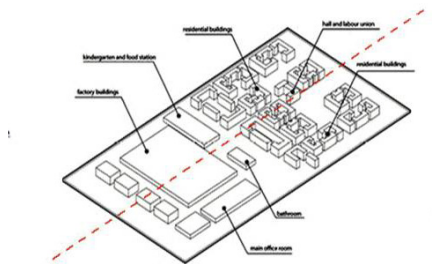 hall and labour union
residential buildings
kindergarten and food station
residential buildings
factory buildings
bathroom
main office room